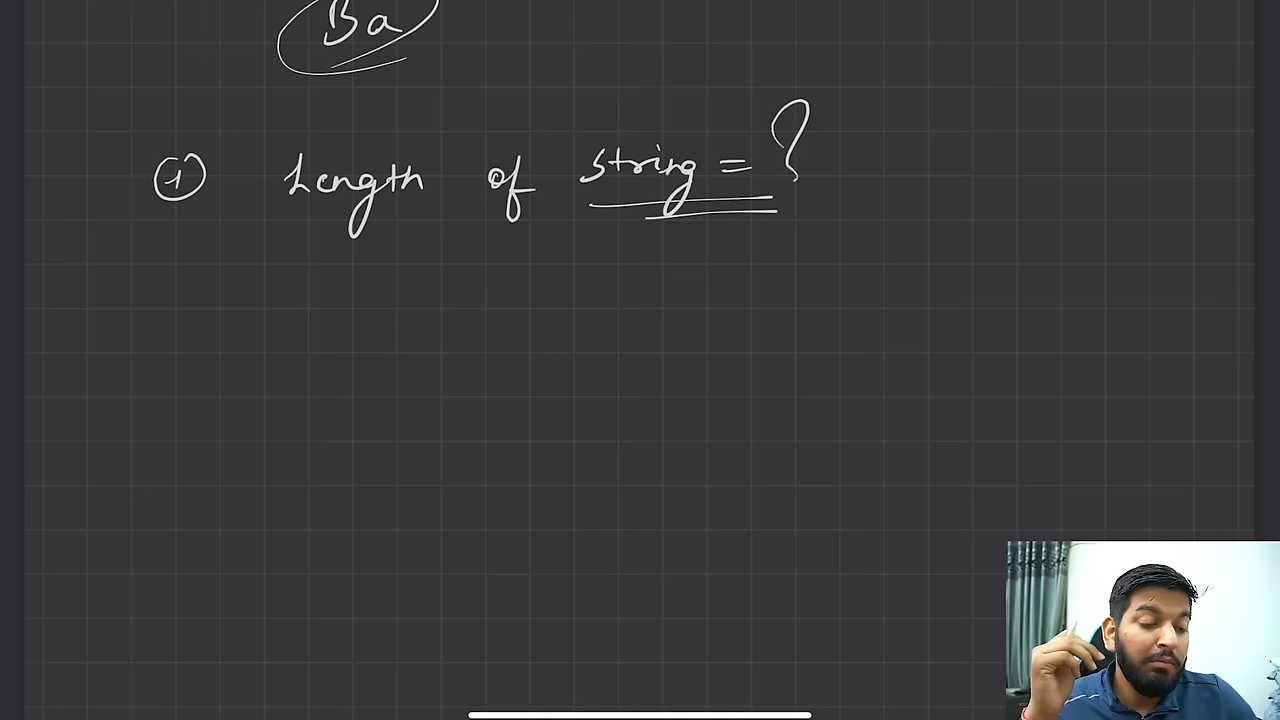 Ba
① Length of string = ?